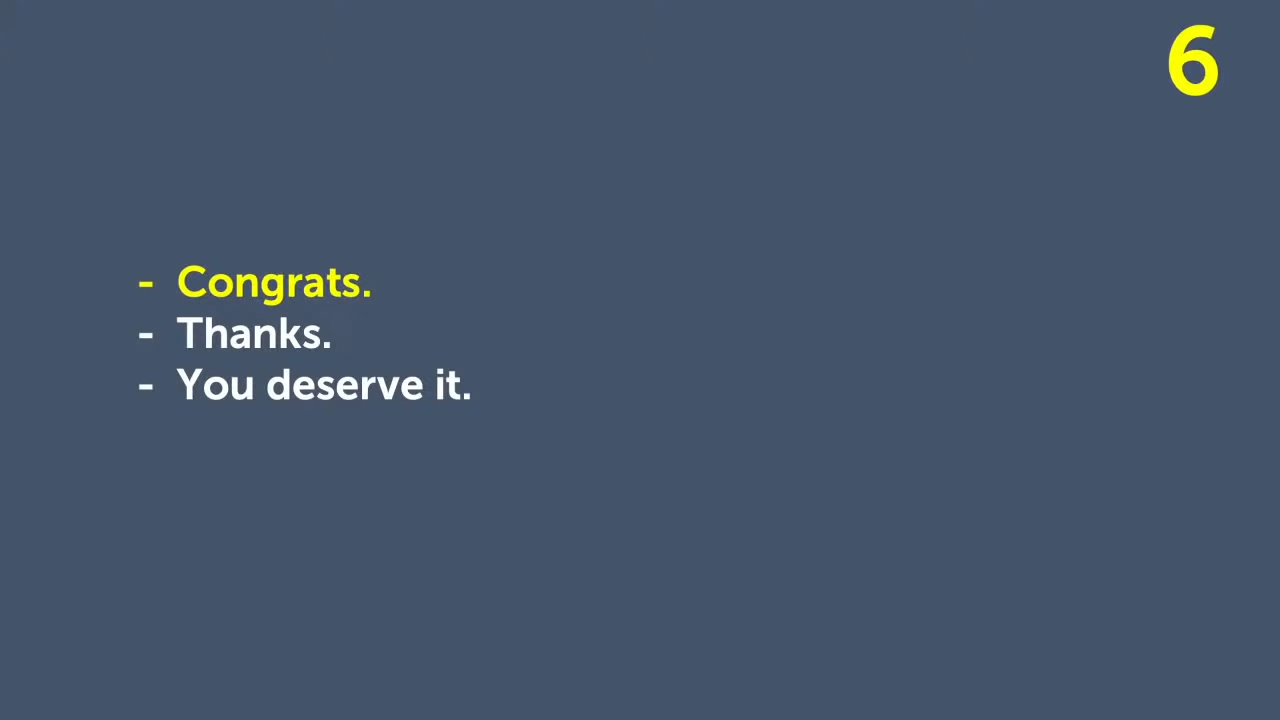 6
- Congrats.
- Thanks.
- You deserve it.